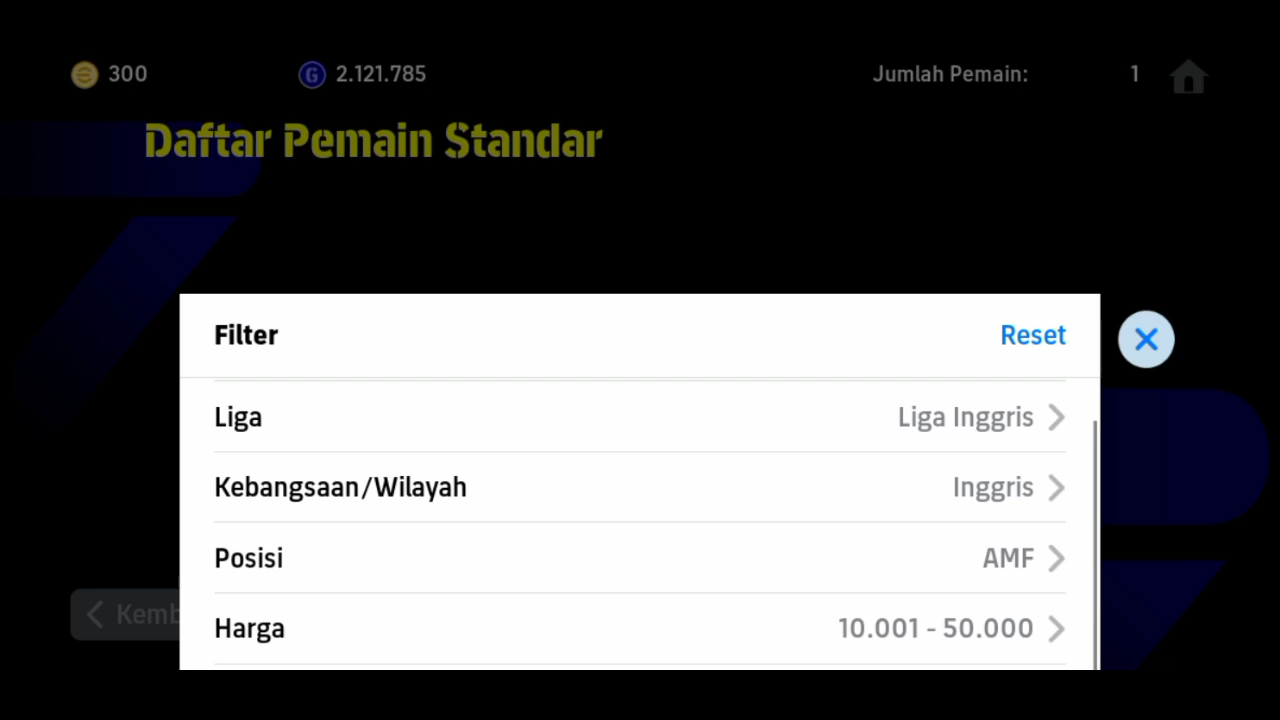 300 2.121.785 Jumlah Pemain: 1
Daftar Pemain Standar
Filter Reset
Liga Liga Inggris
Kebangsaan/Wilayah Inggris
Posisi AMF
Kemb
Harga 10.001 - 50.000